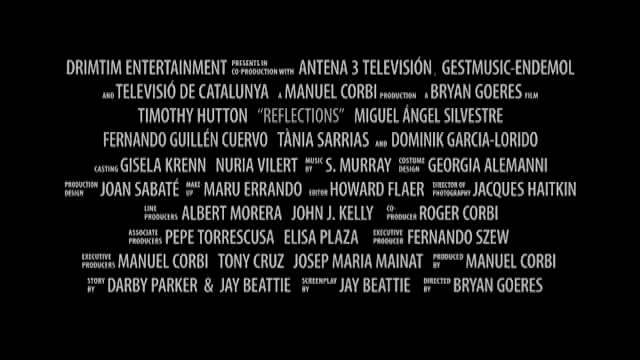 DRIMTIM ENTERTAINMENT PRESENTS IN CO-PRODUCTION WITH ANTENA 3 TELEVISIÓN, GESTMUSIC-ENDEMOL
AND TELEVISIÓ DE CATALUNYA A MANUEL CORBI PRODUCTION A BRYAN GOERES FILM
TIMOTHY HUTTON "REFLECTIONS" MIGUEL ÁNGEL SILVESTRE
FERNANDO GUILLÉN CUERVO TÀNIA SARRIAS AND DOMINIK GARCIA-LORIDO
CASTING GISELA KRENN NURIA VILERT MUSIC BY S. MURRAY COSTUME DESIGN GEORGIA ALEMANNI
PRODUCTION DESIGN JOAN SABATÉ MAKE UP MARU ERRANDO EDITOR HOWARD FLAER DIRECTOR OF PHOTOGRAPHY JACQUES HAITKIN
LINE PRODUCERS ALBERT MORERA JOHN J. KELLY CO-PRODUCER ROGER CORBI
ASSOCIATE PRODUCERS PEPE TORRESCUSA ELISA PLAZA EXECUTIVE PRODUCER FERNANDO SZEW
EXECUTIVE PRODUCERS MANUEL CORBI TONY CRUZ JOSEP MARIA MAINAT PRODUCED BY MANUEL CORBI
STORY BY DARBY PARKER & JAY BEATTIE SCREENPLAY BY JAY BEATTIE DIRECTED BY BRYAN GOERES